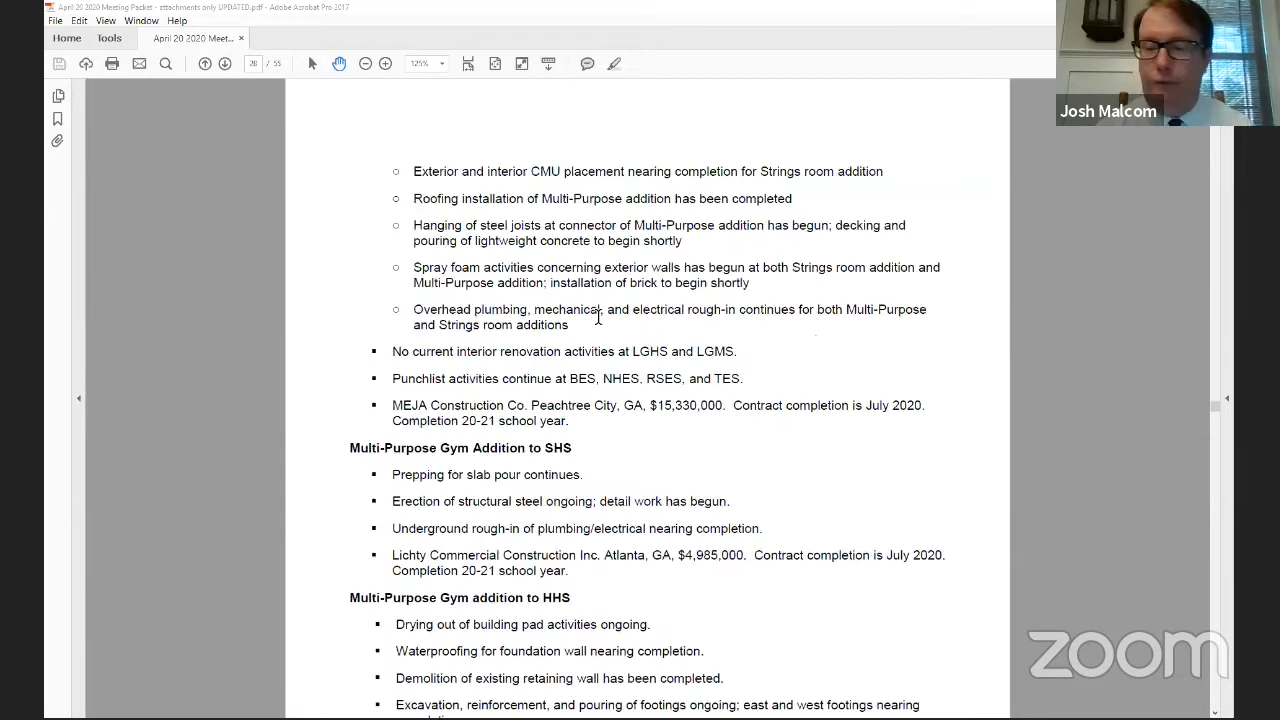 April 20 2020 Meeting Packet - attachments only UPDATED.pdf - Adobe Acrobat Pro 2017
File Edit View Window Help
Home Tools April 20 2020 Meet... ×
28 / 55 125%
Josh Malcom
○ Exterior and interior CMU placement nearing completion for Strings room addition
○ Roofing installation of Multi-Purpose addition has been completed
○ Hanging of steel joists at connector of Multi-Purpose addition has begun; decking and
pouring of lightweight concrete to begin shortly
○ Spray foam activities concerning exterior walls has begun at both Strings room addition and
Multi-Purpose addition; installation of brick to begin shortly
○ Overhead plumbing, mechanical, and electrical rough-in continues for both Multi-Purpose
and Strings room additions
▪ No current interior renovation activities at LGHS and LGMS.
▪ Punchlist activities continue at BES, NHES, RSES, and TES.
▪ MEJA Construction Co. Peachtree City, GA, $15,330,000. Contract completion is July 2020.
Completion 20-21 school year.
Multi-Purpose Gym Addition to SHS
▪ Prepping for slab pour continues.
▪ Erection of structural steel ongoing; detail work has begun.
▪ Underground rough-in of plumbing/electrical nearing completion.
▪ Lichty Commercial Construction Inc. Atlanta, GA, $4,985,000. Contract completion is July 2020.
Completion 20-21 school year.
Multi-Purpose Gym addition to HHS
▪ Drying out of building pad activities ongoing.
▪ Waterproofing for foundation wall nearing completion.
▪ Demolition of existing retaining wall has been completed.
▪ Excavation, reinforcement, and pouring of footings ongoing; east and west footings nearing
zoom